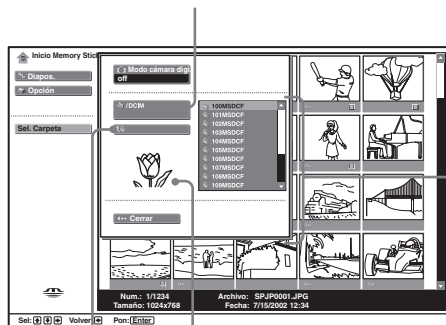 Inicio Memory Stick
Diapos.
Opción
Sel. Carpeta
Modo cámara digi.
off
/DCIM
100MSDCF
101MSDCF
102MSDCF
103MSDCF
104MSDCF
105MSDCF
106MSDCF
107MSDCF
108MSDCF
109MSDCF
Cerrar
Num.: 1/1234 Archivo: SPJP0001.JPG
Tamaño: 1024x768 Fecha: 7/15/2002 12:34
Sel: Volver Pon: Enter